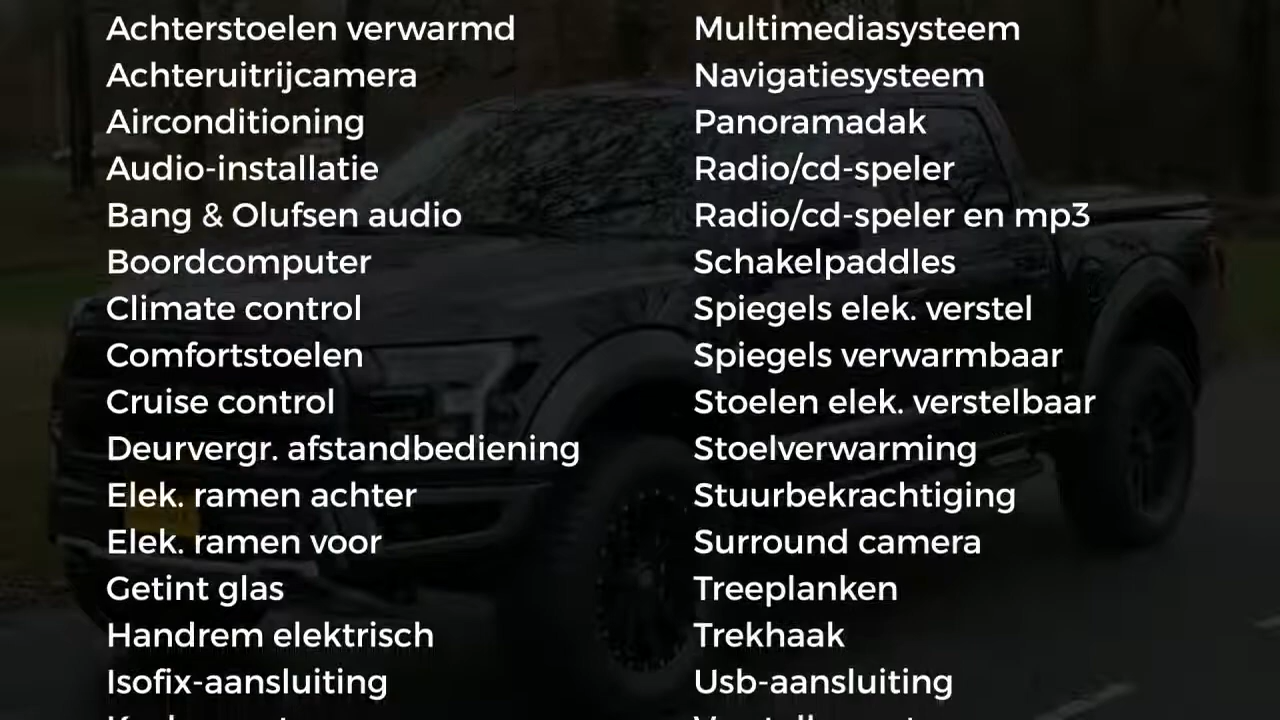 Achterstoelen verwarmd
Achteruitrijcamera
Airconditioning
Audio-installatie
Bang & Olufsen audio
Boordcomputer
Climate control
Comfortstoelen
Cruise control
Deurvergr. afstandbediening
Elek. ramen achter
Elek. ramen voor
Getint glas
Handrem elektrisch
Isofix-aansluiting
Multimediasysteem
Navigatiesysteem
Panoramadak
Radio/cd-speler
Radio/cd-speler en mp3
Schakelpaddles
Spiegels elek. verstel
Spiegels verwarmbaar
Stoelen elek. verstelbaar
Stoelverwarming
Stuurbekrachtiging
Surround camera
Treeplanken
Trekhaak
Usb-aansluiting